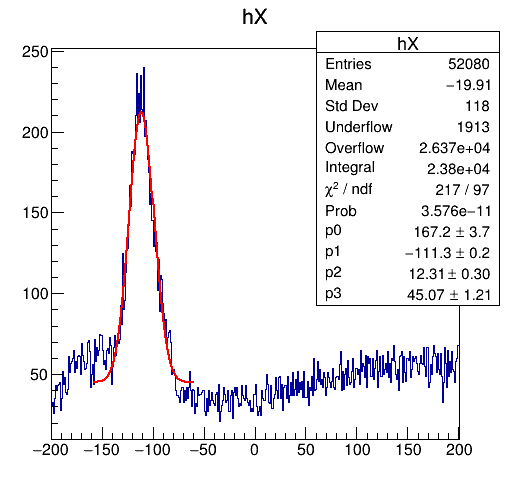 hX
hX
Entries 52080
Mean −19.91
Std Dev 118
Underflow 1913
Overflow 2.637e+04
Integral 2.38e+04
χ² / ndf 217 / 97
Prob 3.576e−11
p0 167.2 ± 3.7
p1 −111.3 ± 0.2
p2 12.31 ± 0.30
p3 45.07 ± 1.21
250
200
150
100
50
−200 −150 −100 −50 0 50 100 150 200